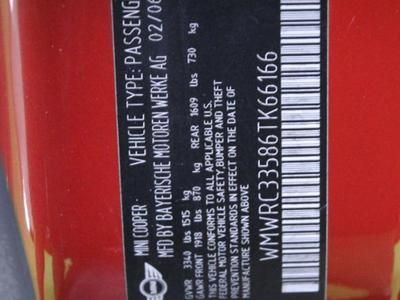 MINI COOPER VEHICLE TYPE: PASSENG
MFD BY BAYERISCHE MOTOREN WERKE AG 02/06
GVWR 3340 lbs 1515 kg
GAWR FRONT 1918 lbs 870 kg REAR 1609 lbs 730 kg
THIS VEHICLE CONFORMS TO ALL APPLICABLE U.S.
FEDERAL MOTOR VEHICLE SAFETY, BUMPER AND THEFT
PREVENTION STANDARDS IN EFFECT ON THE DATE OF
MANUFACTURE SHOWN ABOVE
WMWRC33586TK66166